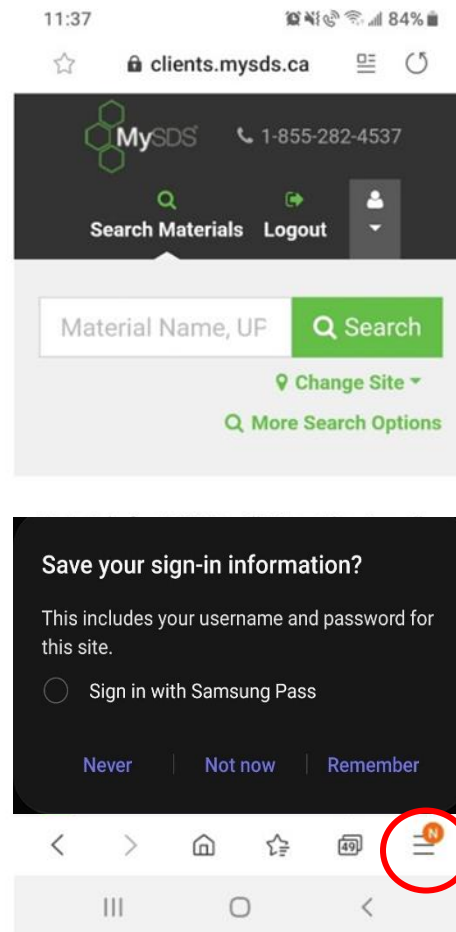 11:37 84%
clients.mysds.ca
MySDS 1-855-282-4537
Search Materials Logout
Material Name, UP Search
Change Site
More Search Options
Save your sign-in information?
This includes your username and password for
this site.
Sign in with Samsung Pass
Never Not now Remember
49 N